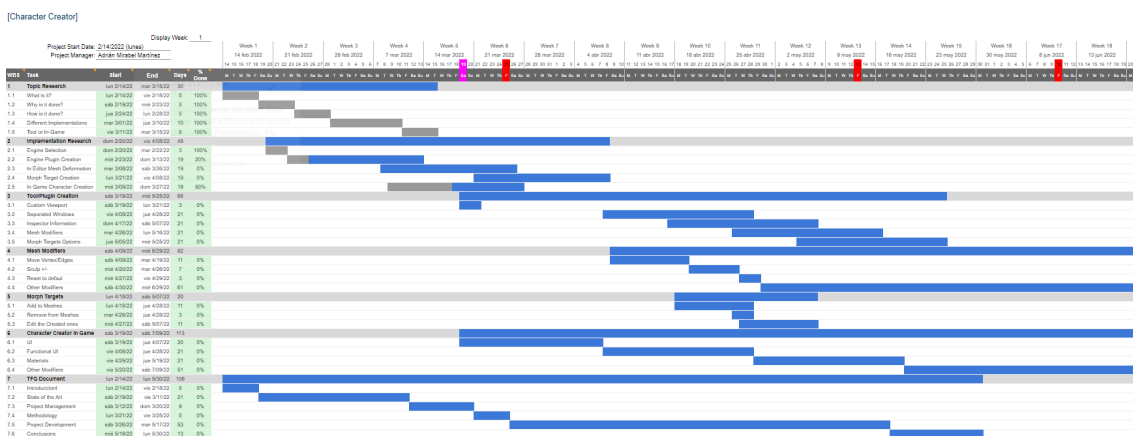 [Character Creator]
Display Week: 1
Project Start Date: 2/14/2022 (lunes)
Project Manager: Adrián Mirabel Martínez
Week 1 Week 2 Week 3 Week 4 Week 5 Week 6 Week 7 Week 8 Week 9 Week 10 Week 11 Week 12 Week 13 Week 14 Week 15 Week 16 Week 17 Week 18
14 feb 2022 21 feb 2022 28 feb 2022 7 mar 2022 14 mar 2022 21 mar 2022 28 mar 2022 4 abr 2022 11 abr 2022 18 abr 2022 25 abr 2022 2 may 2022 9 may 2022 16 may 2022 23 may 2022 30 may 2022 6 jun 2022 13 jun 2022
WBS Task Start End Days % Done
1 Topic Research lun 2/14/22 mar 3/15/22 30
1.1 What is it? lun 2/14/22 vie 2/18/22 5 100%
1.2 Why is it done? sáb 2/19/22 mié 2/23/22 5 100%
1.3 How is it done? jue 2/24/22 lun 2/28/22 5 100%
1.4 Different Implementations mar 3/01/22 jue 3/10/22 10 100%
1.5 Tool or In-Game vie 3/11/22 mar 3/15/22 5 100%
2 Implementation Research dom 2/20/22 vie 4/08/22 48
2.1 Engine Selection dom 2/20/22 mar 2/22/22 3 100%
2.2 Engine Plugin Creation mié 2/23/22 dom 3/13/22 19 20%
2.3 In Editor Mesh Deformation mar 3/08/22 sáb 3/26/22 19 0%
2.4 Morph Target Creation lun 3/21/22 vie 4/08/22 19 0%
2.5 In Game Character Creation mié 3/09/22 dom 3/27/22 19 50%
3 Tool/Plugin Creation sáb 3/19/22 mié 5/25/22 68
3.1 Custom Viewport sáb 3/19/22 lun 3/21/22 3 0%
3.2 Separated Windows vie 4/08/22 jue 4/28/22 21 0%
3.3 Inspector Information dom 4/17/22 sáb 5/07/22 21 0%
3.4 Mesh Modifiers mar 4/26/22 lun 5/16/22 21 0%
3.5 Morph Targets Options jue 5/05/22 mié 5/25/22 21 0%
4 Mesh Modifiers sáb 4/09/22 mié 6/29/22 82
4.1 Move Vertex/Edges sáb 4/09/22 mar 4/19/22 11 0%
4.2 Sculp +/- mié 4/20/22 mar 4/26/22 7 0%
4.3 Reset to defaul mié 4/27/22 vie 4/29/22 3 0%
4.4 Other Modifiers sáb 4/30/22 mié 6/29/22 61 0%
5 Morph Targets lun 4/18/22 sáb 5/07/22 20
5.1 Add to Meshes lun 4/18/22 jue 4/28/22 11 0%
5.2 Remove from Meshes mar 4/26/22 jue 4/28/22 3 0%
5.3 Edit the Created ones mié 4/27/22 sáb 5/07/22 11 0%
6 Character Creator In Game sáb 3/19/22 sáb 7/09/22 113
6.1 UI sáb 3/19/22 jue 4/07/22 20 0%
6.2 Functional UI vie 4/08/22 jue 4/28/22 21 0%
6.3 Materials vie 4/29/22 jue 5/19/22 21 0%
6.4 Other Modifiers vie 5/20/22 sáb 7/09/22 51 0%
7 TFG Document lun 2/14/22 lun 5/30/22 106
7.1 lun 2/14/22 vie 2/18/22 5 0%
7.2 State of the Art sáb 2/19/22 vie 3/11/22 21 0%
7.3 Project Management sáb 3/12/22 dom 3/20/22 9 0%
7.4 Methodology lun 3/21/22 vie 3/25/22 5 0%
7.5 Project Development sáb 3/26/22 mar 5/17/22 53 0%
7.6 Conclusions mié 5/18/22 lun 5/30/22 13 0%